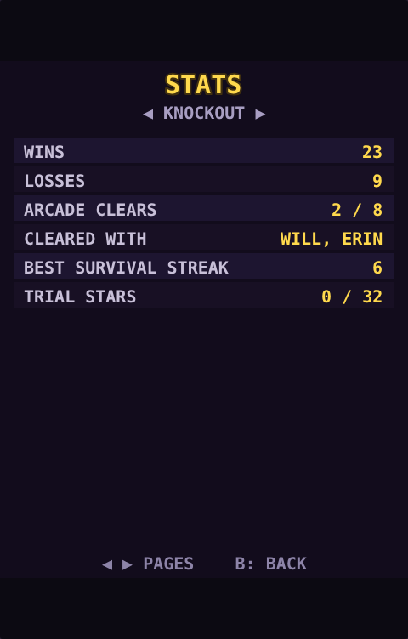 STATS
◀ KNOCKOUT ▶
WINS 23
LOSSES 9
ARCADE CLEARS 2 / 8
CLEARED WITH WILL, ERIN
BEST SURVIVAL STREAK 6
TRIAL STARS 0 / 32
◀ ▶ PAGES B: BACK